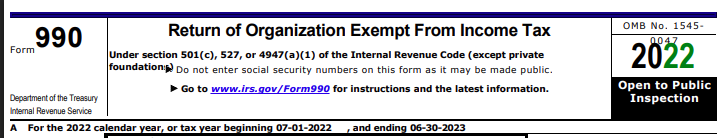 Form 990
Return of Organization Exempt From Income Tax
Under section 501(c), 527, or 4947(a)(1) of the Internal Revenue Code (except private
foundations)
▶ Do not enter social security numbers on this form as it may be made public.
▶ Go to www.irs.gov/Form990 for instructions and the latest information.
Department of the Treasury
Internal Revenue Service
OMB No. 1545-
0047
2022
Open to Public
Inspection
A For the 2022 calendar year, or tax year beginning 07-01-2022 , and ending 06-30-2023